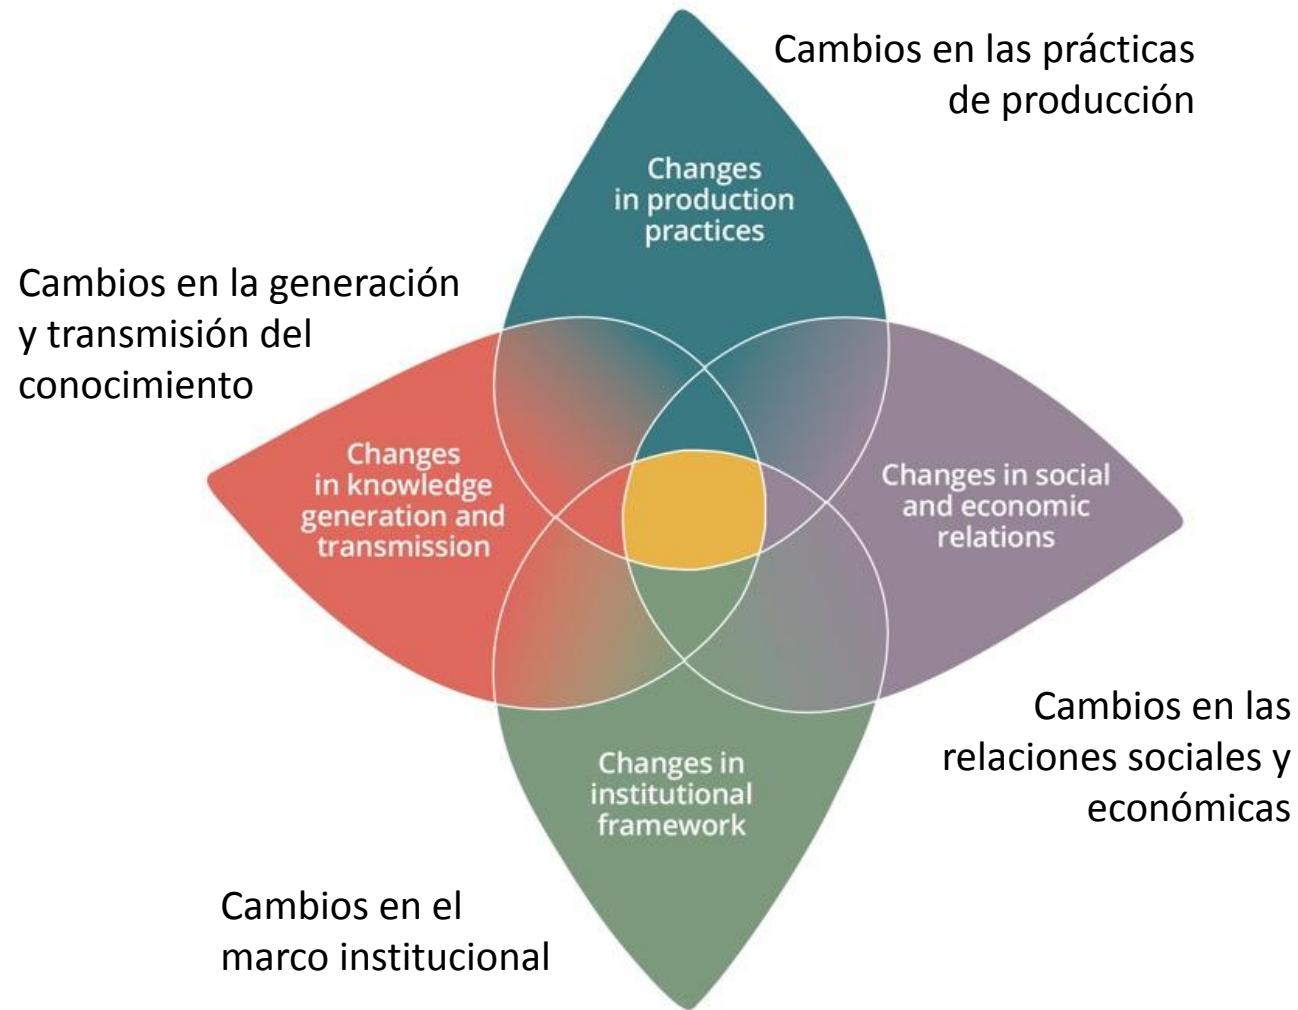 Cambios en las prácticas
de producción
Changes
in production
practices
Cambios en la generación
y transmisión del
conocimiento
Changes
in knowledge
generation and
transmission
Changes in social
and economic
relations
Cambios en las
relaciones sociales y
económicas
Changes in
institutional
framework
Cambios en el
marco institucional